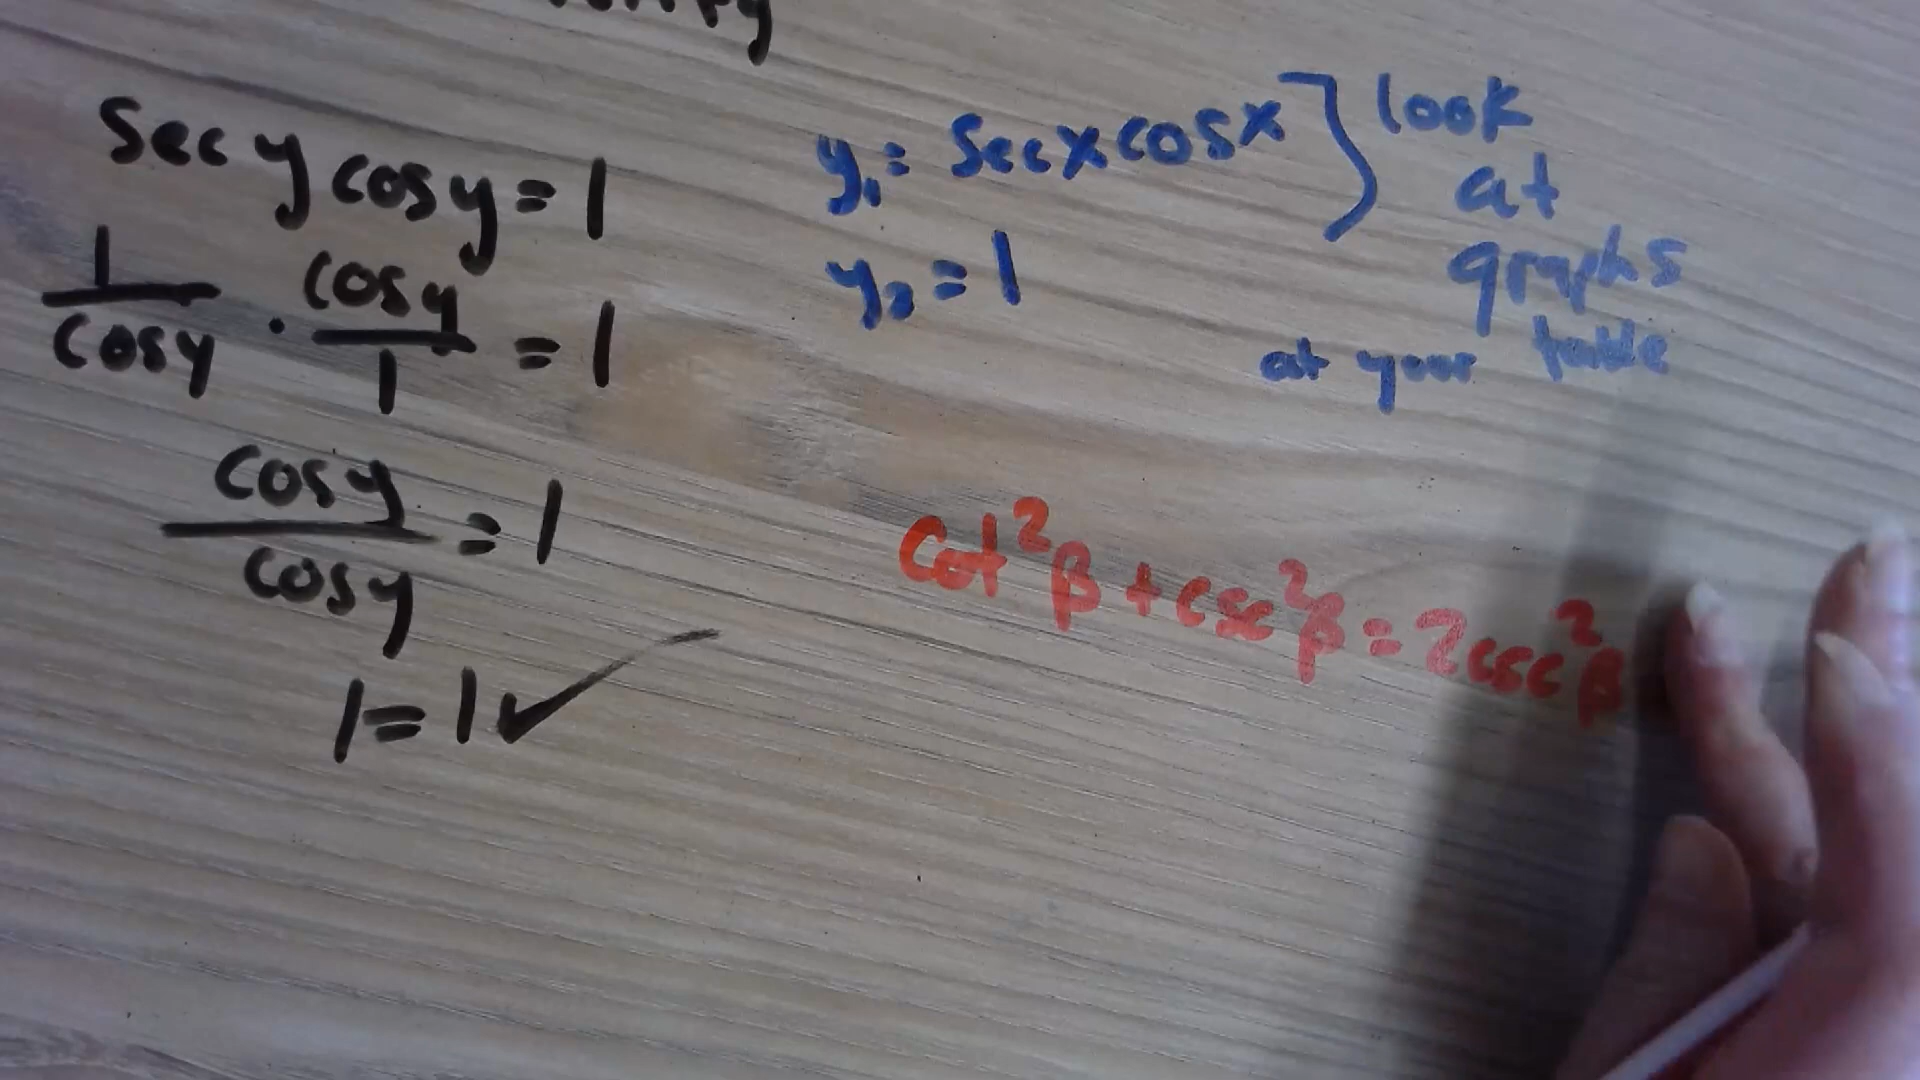 sec y cos y = 1
1/cos y · cos y/1 = 1
cos y/cos y = 1
1 = 1 ✓
y₁ = sec x cos x } look
at
y₂ = 1
graphs
at your table
cot²β + csc²β = 2csc²β